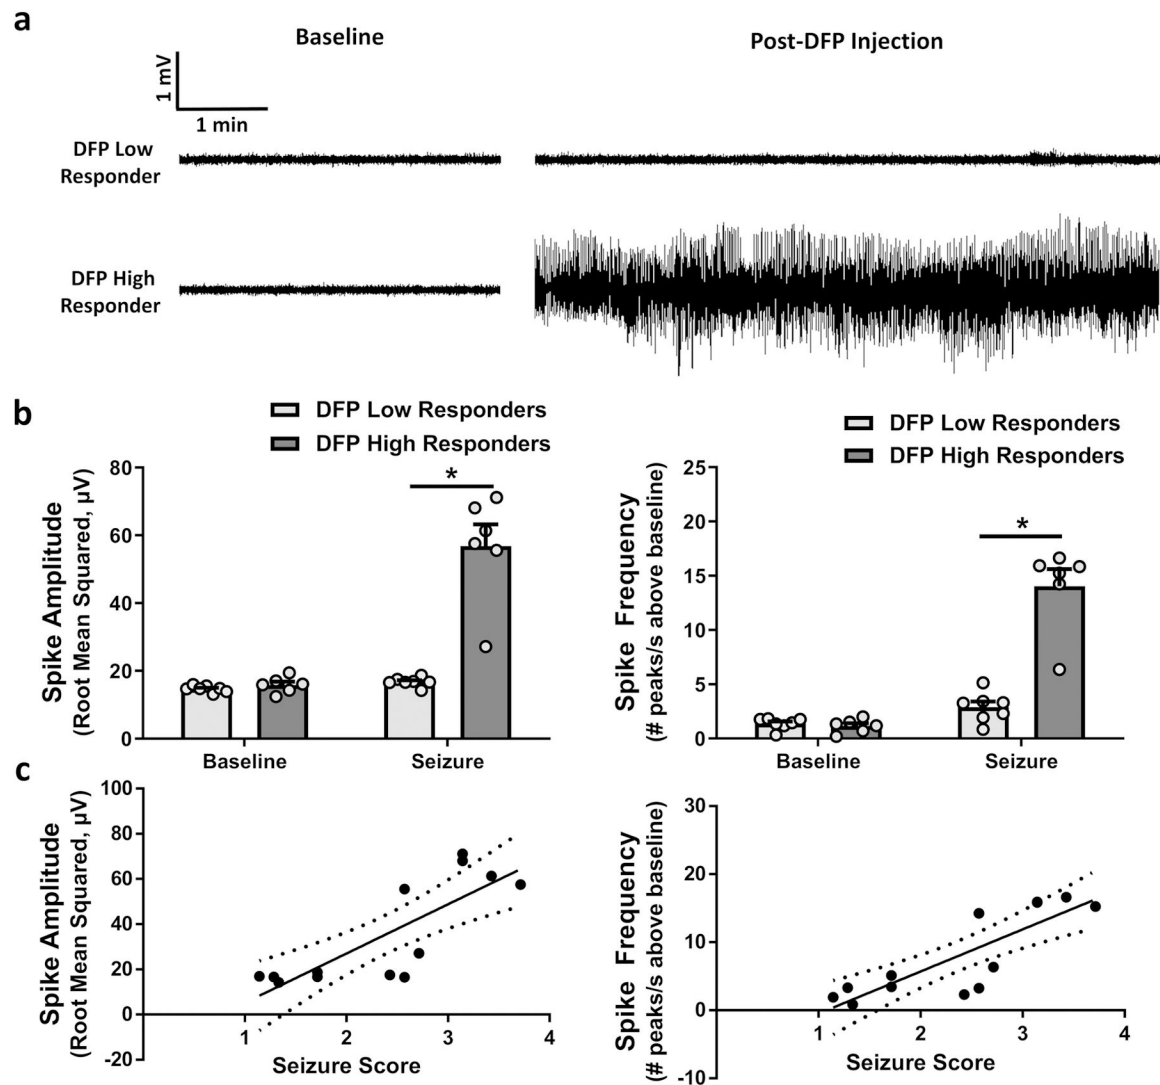 a
Baseline
Post-DFP Injection
1 mV
1 min
DFP Low
Responder
DFP High
Responder
b
DFP Low Responders
DFP High Responders
Spike Amplitude
(Root Mean Squared, µV)
80
60
40
20
0
*
Baseline
Seizure
DFP Low Responders
DFP High Responders
Spike Frequency
(# peaks/s above baseline)
25
20
15
10
5
0
*
Baseline
Seizure
c
Spike Amplitude
(Root Mean Squared, µV)
100
80
60
40
20
0
-20
1 2 3 4
Seizure Score
Spike Frequency
(# peaks/s above baseline)
30
20
10
0
-10
1 2 3 4
Seizure Score